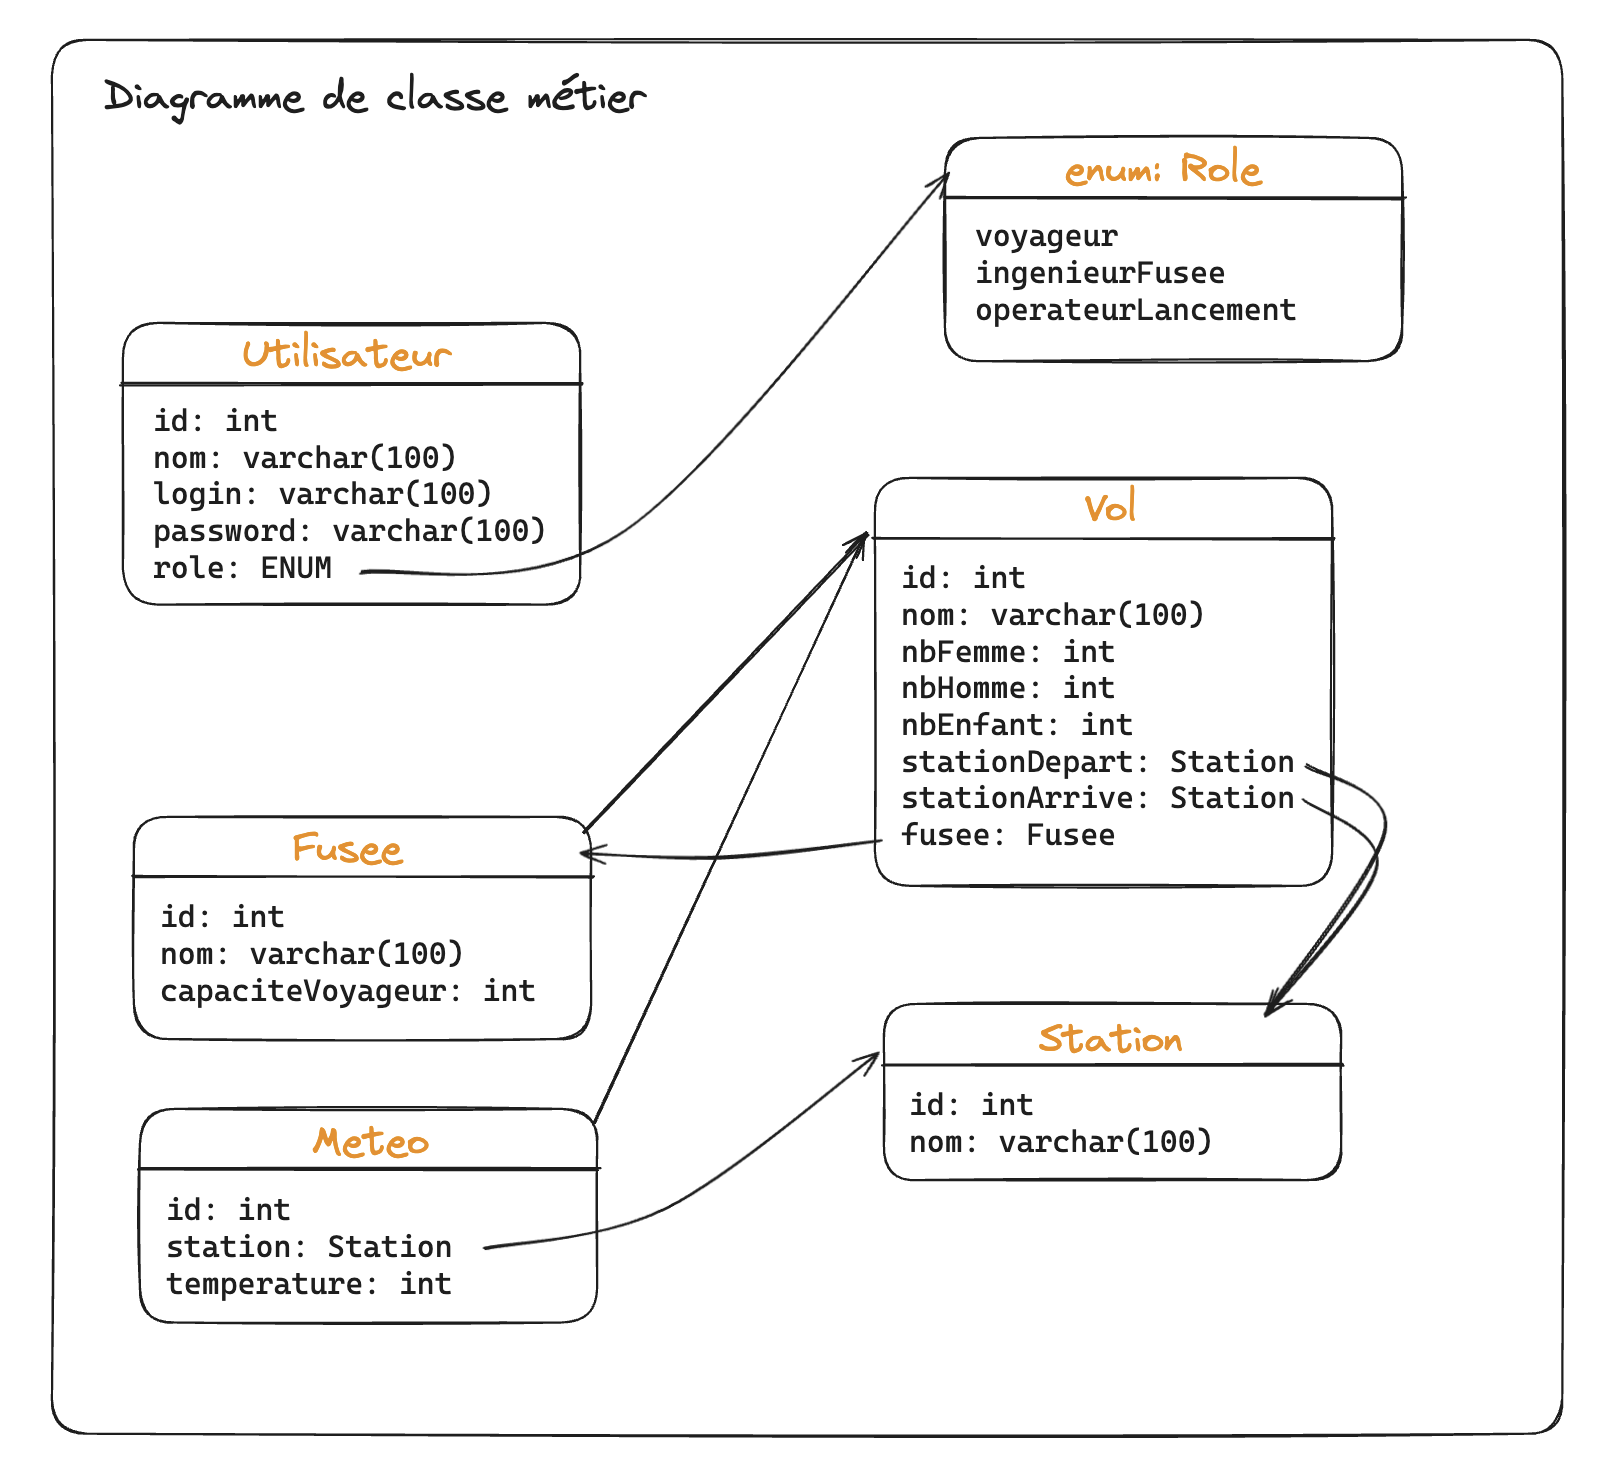 Diagramme de classe métier
enum: Role
voyageur
ingenieurFusee
operateurLancement
Utilisateur
id: int
nom: varchar(100)
login: varchar(100)
password: varchar(100)
role: ENUM
Vol
id: int
nom: varchar(100)
nbFemme: int
nbHomme: int
nbEnfant: int
stationDepart: Station
stationArrive: Station
fusee: Fusee
Fusee
id: int
nom: varchar(100)
capaciteVoyageur: int
Station
id: int
nom: varchar(100)
Meteo
id: int
station: Station
temperature: int